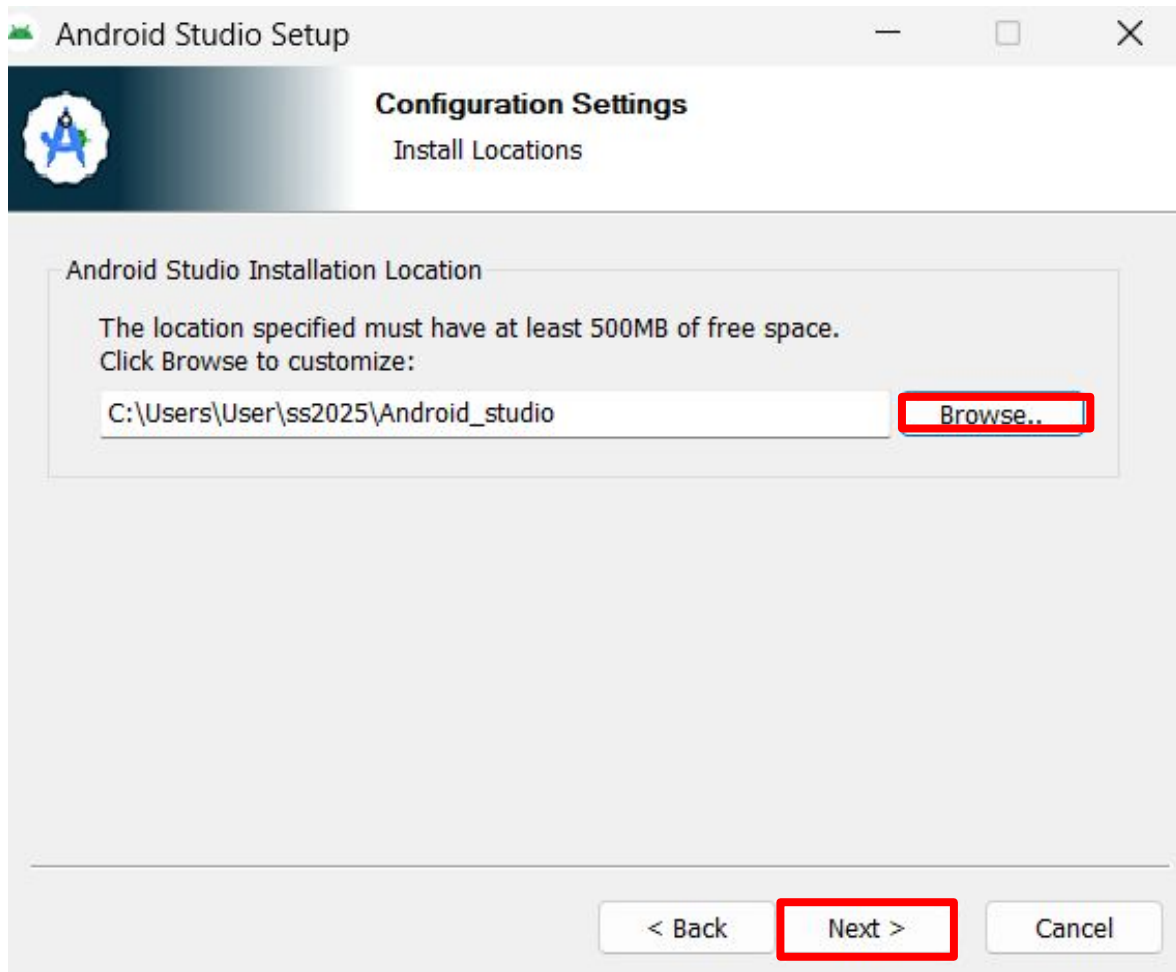 Android Studio Setup
Configuration Settings
Install Locations
Android Studio Installation Location
The location specified must have at least 500MB of free space.
Click Browse to customize:
C:\Users\User\ss2025\Android_studio
Browse..
< Back
Next >
Cancel